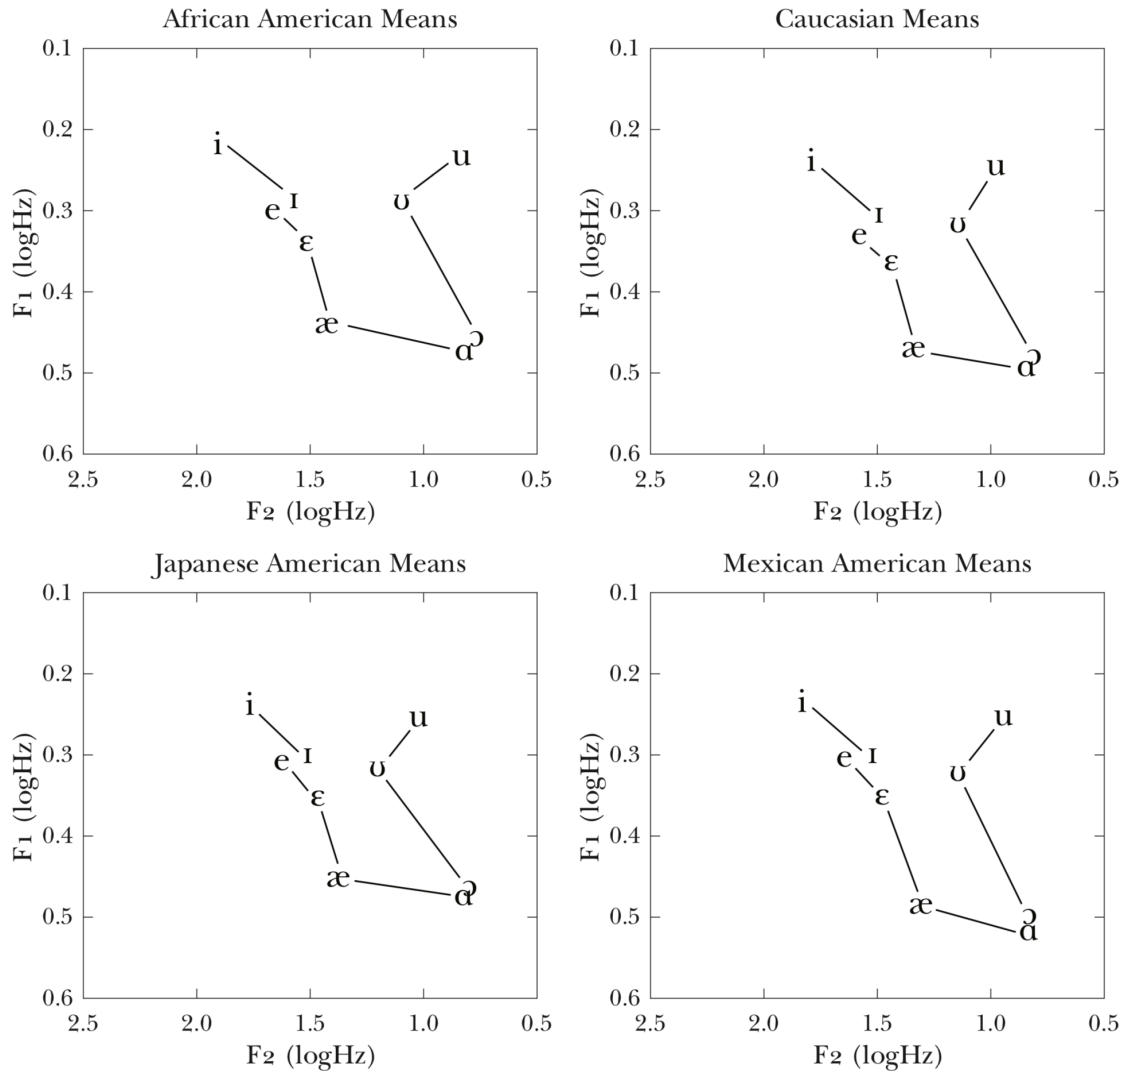 African American Means
0.1
0.2
0.3
0.4
0.5
0.6
F1 (logHz)
i
u
ɪ
ʊ
e
ɛ
æ
ɔ
ɑ
2.5 2.0 1.5 1.0 0.5
F2 (logHz)
Caucasian Means
0.1
0.2
0.3
0.4
0.5
0.6
F1 (logHz)
i
u
ɪ
ʊ
e
ɛ
æ
ɔ
ɑ
2.5 2.0 1.5 1.0 0.5
F2 (logHz)
Japanese American Means
0.1
0.2
0.3
0.4
0.5
0.6
F1 (logHz)
i
u
ɪ
e
ʊ
ɛ
æ
ɔ
ɑ
2.5 2.0 1.5 1.0 0.5
F2 (logHz)
Mexican American Means
0.1
0.2
0.3
0.4
0.5
0.6
F1 (logHz)
i
u
ɪ
e
ʊ
ɛ
æ
ɔ
ɑ
2.5 2.0 1.5 1.0 0.5
F2 (logHz)